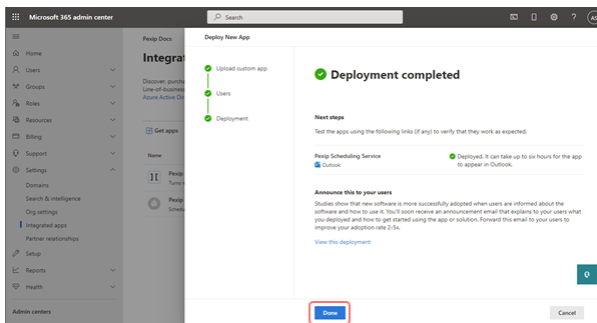 Microsoft 365 admin center
Search
?
AS
Home
Users
Groups
Roles
Resources
Billing
Support
Settings
Domains
Search & intelligence
Org settings
Integrated apps
Partner relationships
Setup
Reports
Health
Admin centers
Pexip Docs
Integrat
Discover, purcha
Line-of-business
Azure Active Dir
Get apps
Name
Pexip
Turns r
Pexip
Schedu
Deploy New App
Upload custom app
Users
Deployment
Deployment completed
Next steps
Test the apps using the following links (if any) to verify that they work as expected.
Pexip Scheduling Service
Outlook
Deployed. It can take up to six hours for the app
to appear in Outlook.
Announce this to your users
Studies show that new software is more successfully adopted when users are informed about the
software and how to use it. You'll soon receive an announcement email that explains to your users what
you deployed and how to get started using the app or solution. Forward this email to your users to
improve your adoption rate 2-5x.
View this deployment
Done
Cancel